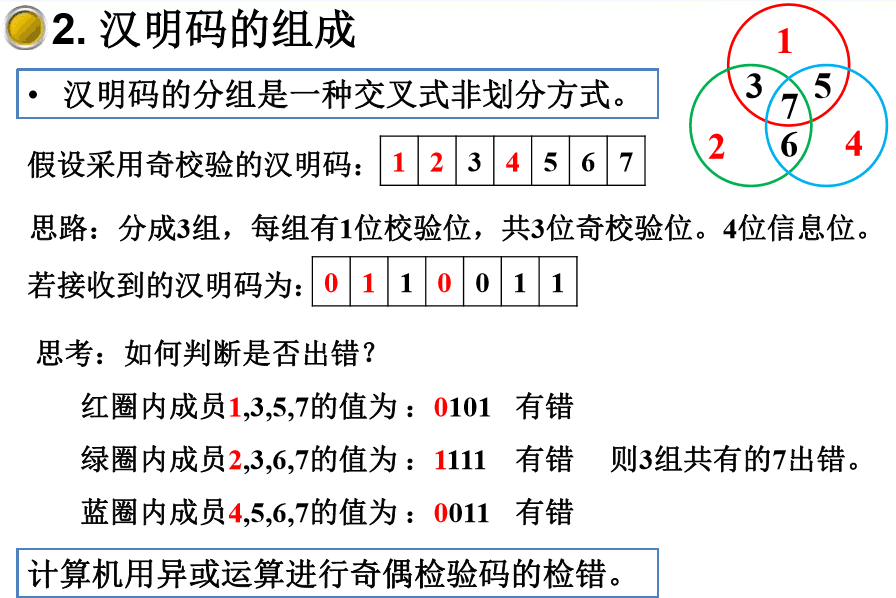 2. 汉明码的组成
• 汉明码的分组是一种交叉式非划分方式。
1
3
5
7
2
6
4
假设采用奇校验的汉明码： 1 2 3 4 5 6 7
思路：分成3组，每组有1位校验位，共3位奇校验位。4位信息位。
若接收到的汉明码为： 0 1 1 0 0 1 1
思考：如何判断是否出错？
红圈内成员1,3,5,7的值为 ：0101 有错
绿圈内成员2,3,6,7的值为 ：1111 有错 则3组共有的7出错。
蓝圈内成员4,5,6,7的值为 ：0011 有错
计算机用异或运算进行奇偶检验码的检错。